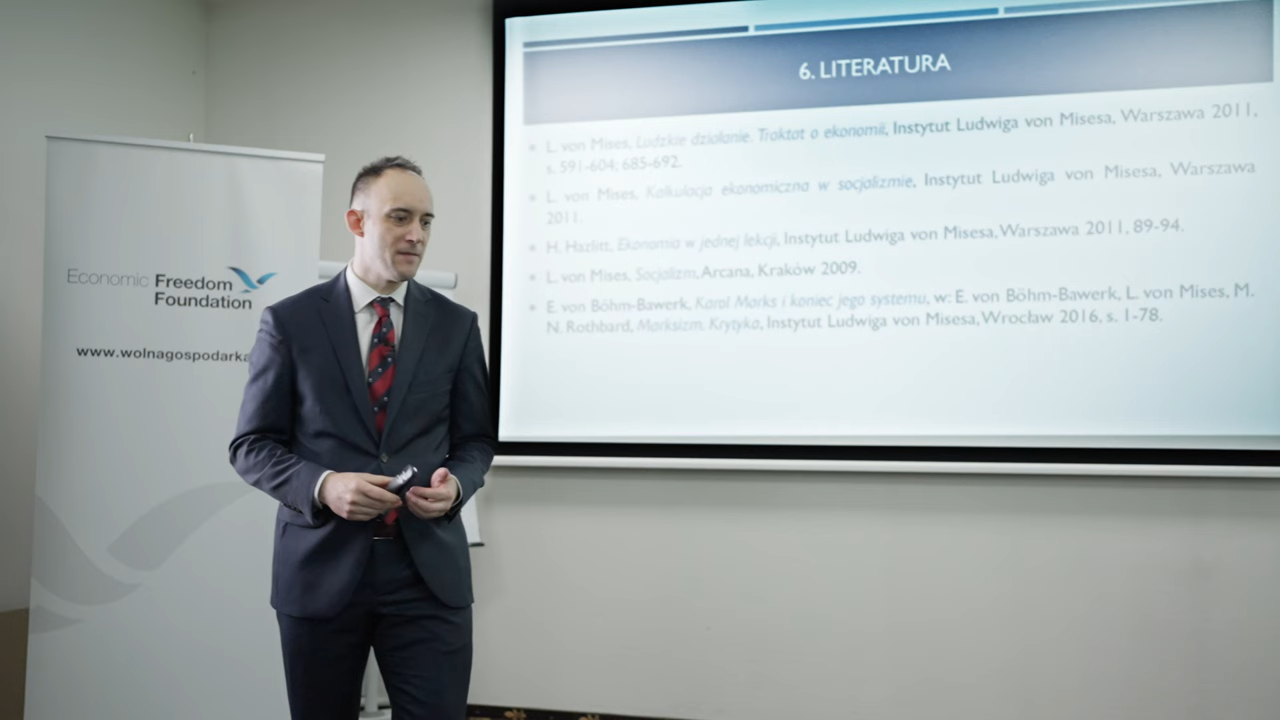 Economic Freedom
Foundation
www.wolnagospodarka
6. LITERATURA
L. von Mises, Ludzkie działanie. Traktat o ekonomii, Instytut Ludwiga von Misesa, Warszawa 2011,
s. 591-604; 685-692.
L. von Mises, Kalkulacja ekonomiczna w socjalizmie, Instytut Ludwiga von Misesa, Warszawa
2011.
H. Hazlitt, Ekonomia w jednej lekcji, Instytut Ludwiga von Misesa, Warszawa 2011, 89-94.
L. von Mises, Socjalizm, Arcana, Kraków 2009.
E. von Böhm-Bawerk, Karol Marks i koniec jego systemu, w: E. von Böhm-Bawerk, L. von Mises, M.
N. Rothbard, Marksizm. Krytyka, Instytut Ludwiga von Misesa, Wrocław 2016, s. 1-78.